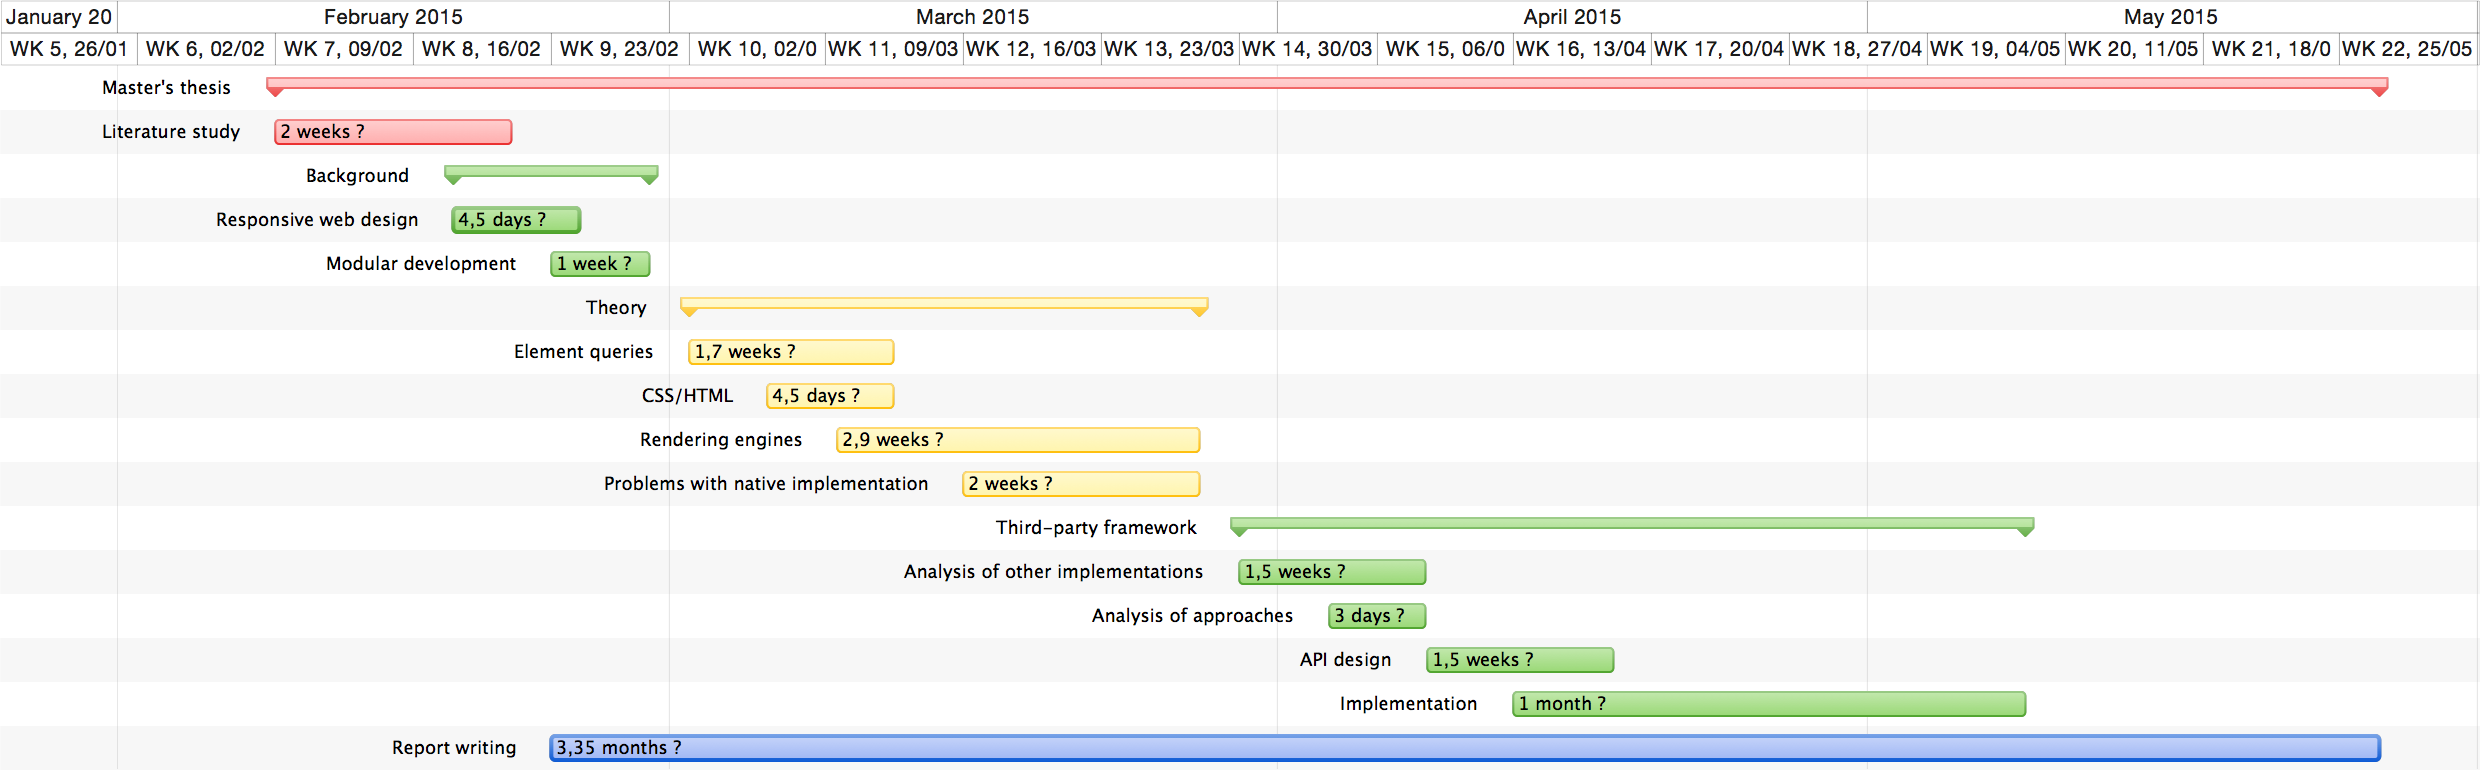 January 20 February 2015 March 2015 April 2015 May 2015
WK 5, 26/01 WK 6, 02/02 WK 7, 09/02 WK 8, 16/02 WK 9, 23/02 WK 10, 02/0 WK 11, 09/03 WK 12, 16/03 WK 13, 23/03 WK 14, 30/03 WK 15, 06/0 WK 16, 13/04 WK 17, 20/04 WK 18, 27/04 WK 19, 04/05 WK 20, 11/05 WK 21, 18/0 WK 22, 25/05
Master's thesis
Literature study 2 weeks ?
Background
Responsive web design 4,5 days ?
Modular development 1 week ?
Theory
Element queries 1,7 weeks ?
CSS/HTML 4,5 days ?
Rendering engines 2,9 weeks ?
Problems with native implementation 2 weeks ?
Third-party framework
Analysis of other implementations 1,5 weeks ?
Analysis of approaches 3 days ?
API design 1,5 weeks ?
Implementation 1 month ?
Report writing 3,35 months ?